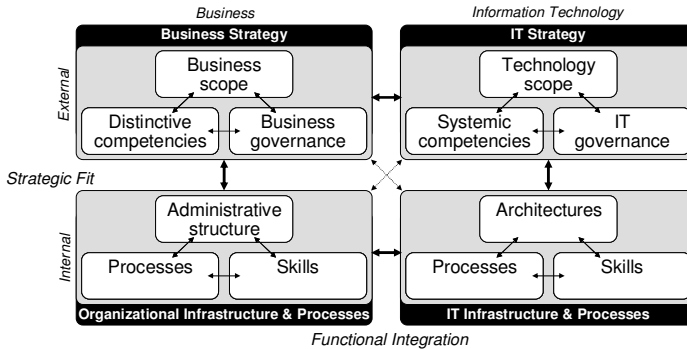 Business
Information Technology
Business Strategy
IT Strategy
External
Business
scope
Technology
scope
Distinctive
competencies
Business
governance
Systemic
competencies
IT
governance
Strategic Fit
Internal
Administrative
structure
Architectures
Processes
Skills
Processes
Skills
Organizational Infrastructure & Processes
IT Infrastructure & Processes
Functional Integration